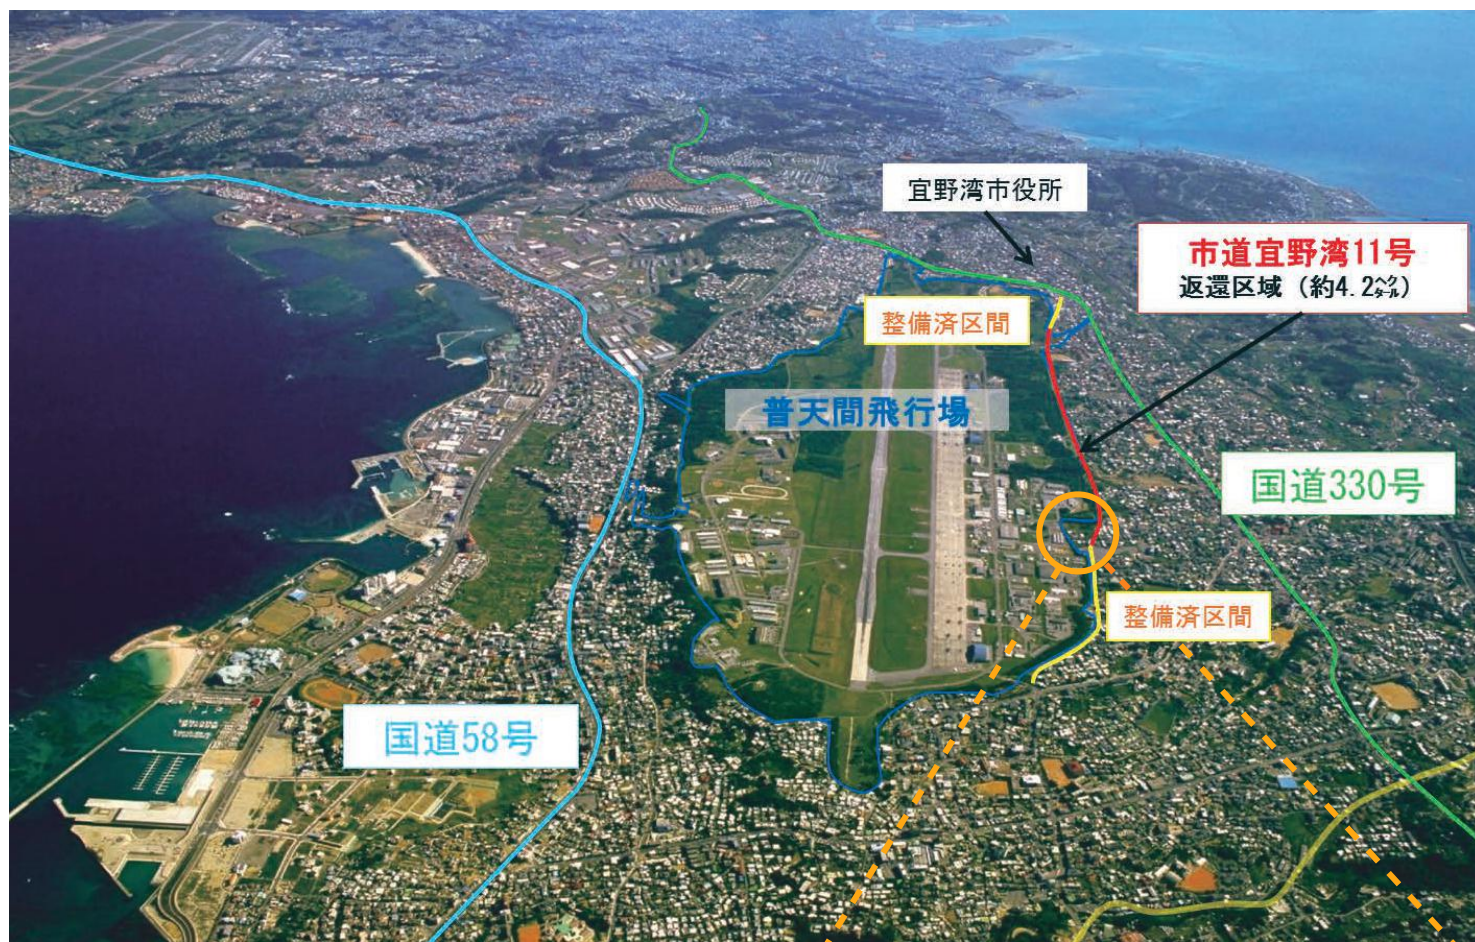 宜野湾市役所
市道宜野湾11号
返還区域（約4.2㌶）
整備済区間
普天間飛行場
国道330号
整備済区間
国道58号